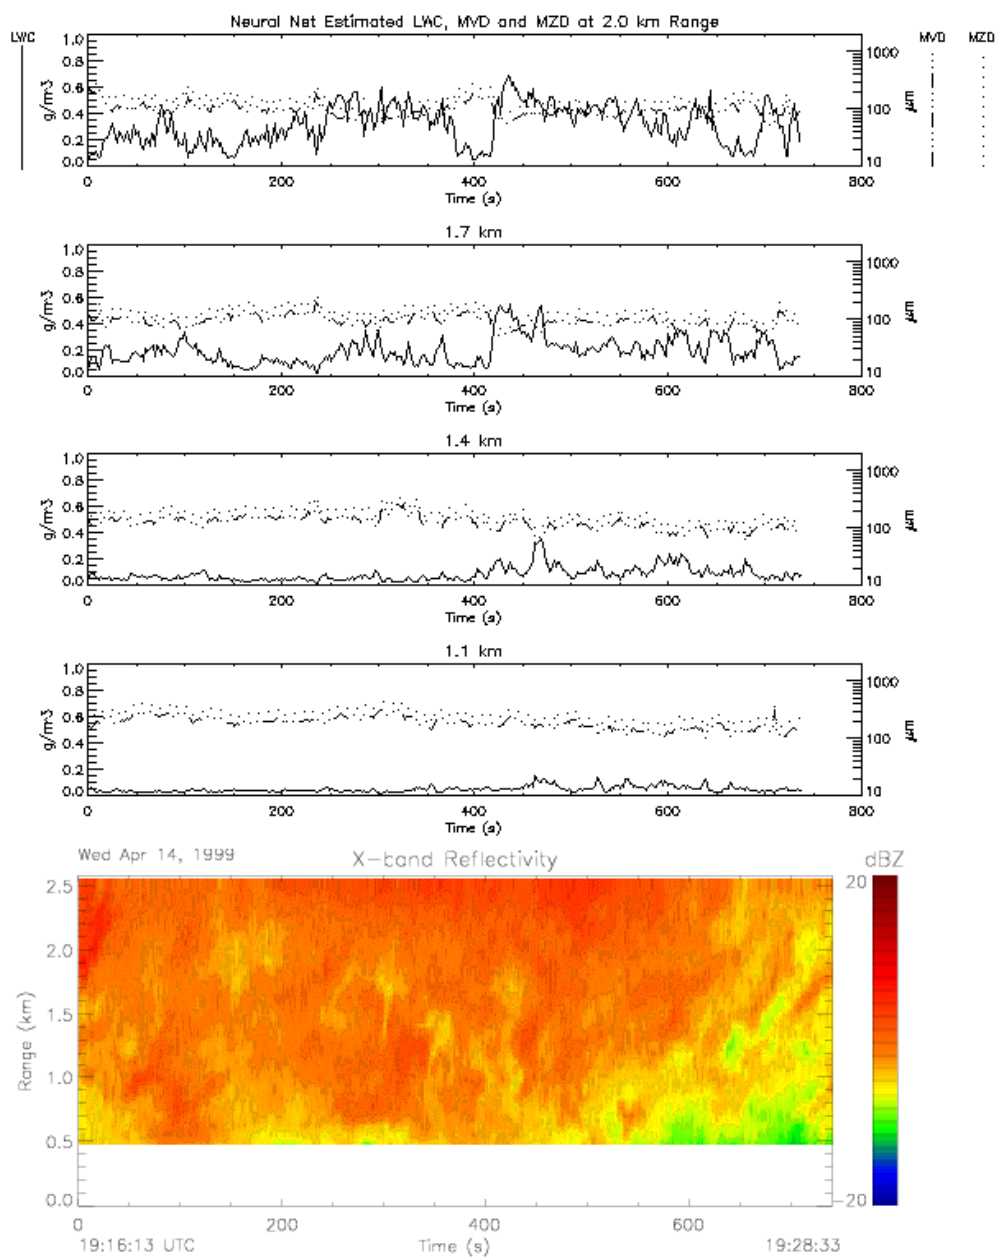 Neural Net Estimated LWC, MVD and MZD at 2.0 km Range
LWC
MVD
MZD
1.0
0.8
0.6
0.4
0.2
0.0
g/m^3
1000
100
10
μm
0 200 400 600 800
Time (s)
1.7 km
1.0
0.8
0.6
0.4
0.2
0.0
g/m^3
1000
100
10
μm
0 200 400 600 800
Time (s)
1.4 km
1.0
0.8
0.6
0.4
0.2
0.0
g/m^3
1000
100
10
μm
0 200 400 600 800
Time (s)
1.1 km
1.0
0.8
0.6
0.4
0.2
0.0
g/m^3
1000
100
10
μm
0 200 400 600 800
Time (s)
Wed Apr 14, 1999 X-band Reflectivity dBZ
2.5
2.0
1.5
1.0
0.5
0.0
Range (km)
20
-20
0 200 400 600
19:16:13 UTC Time (s) 19:28:33